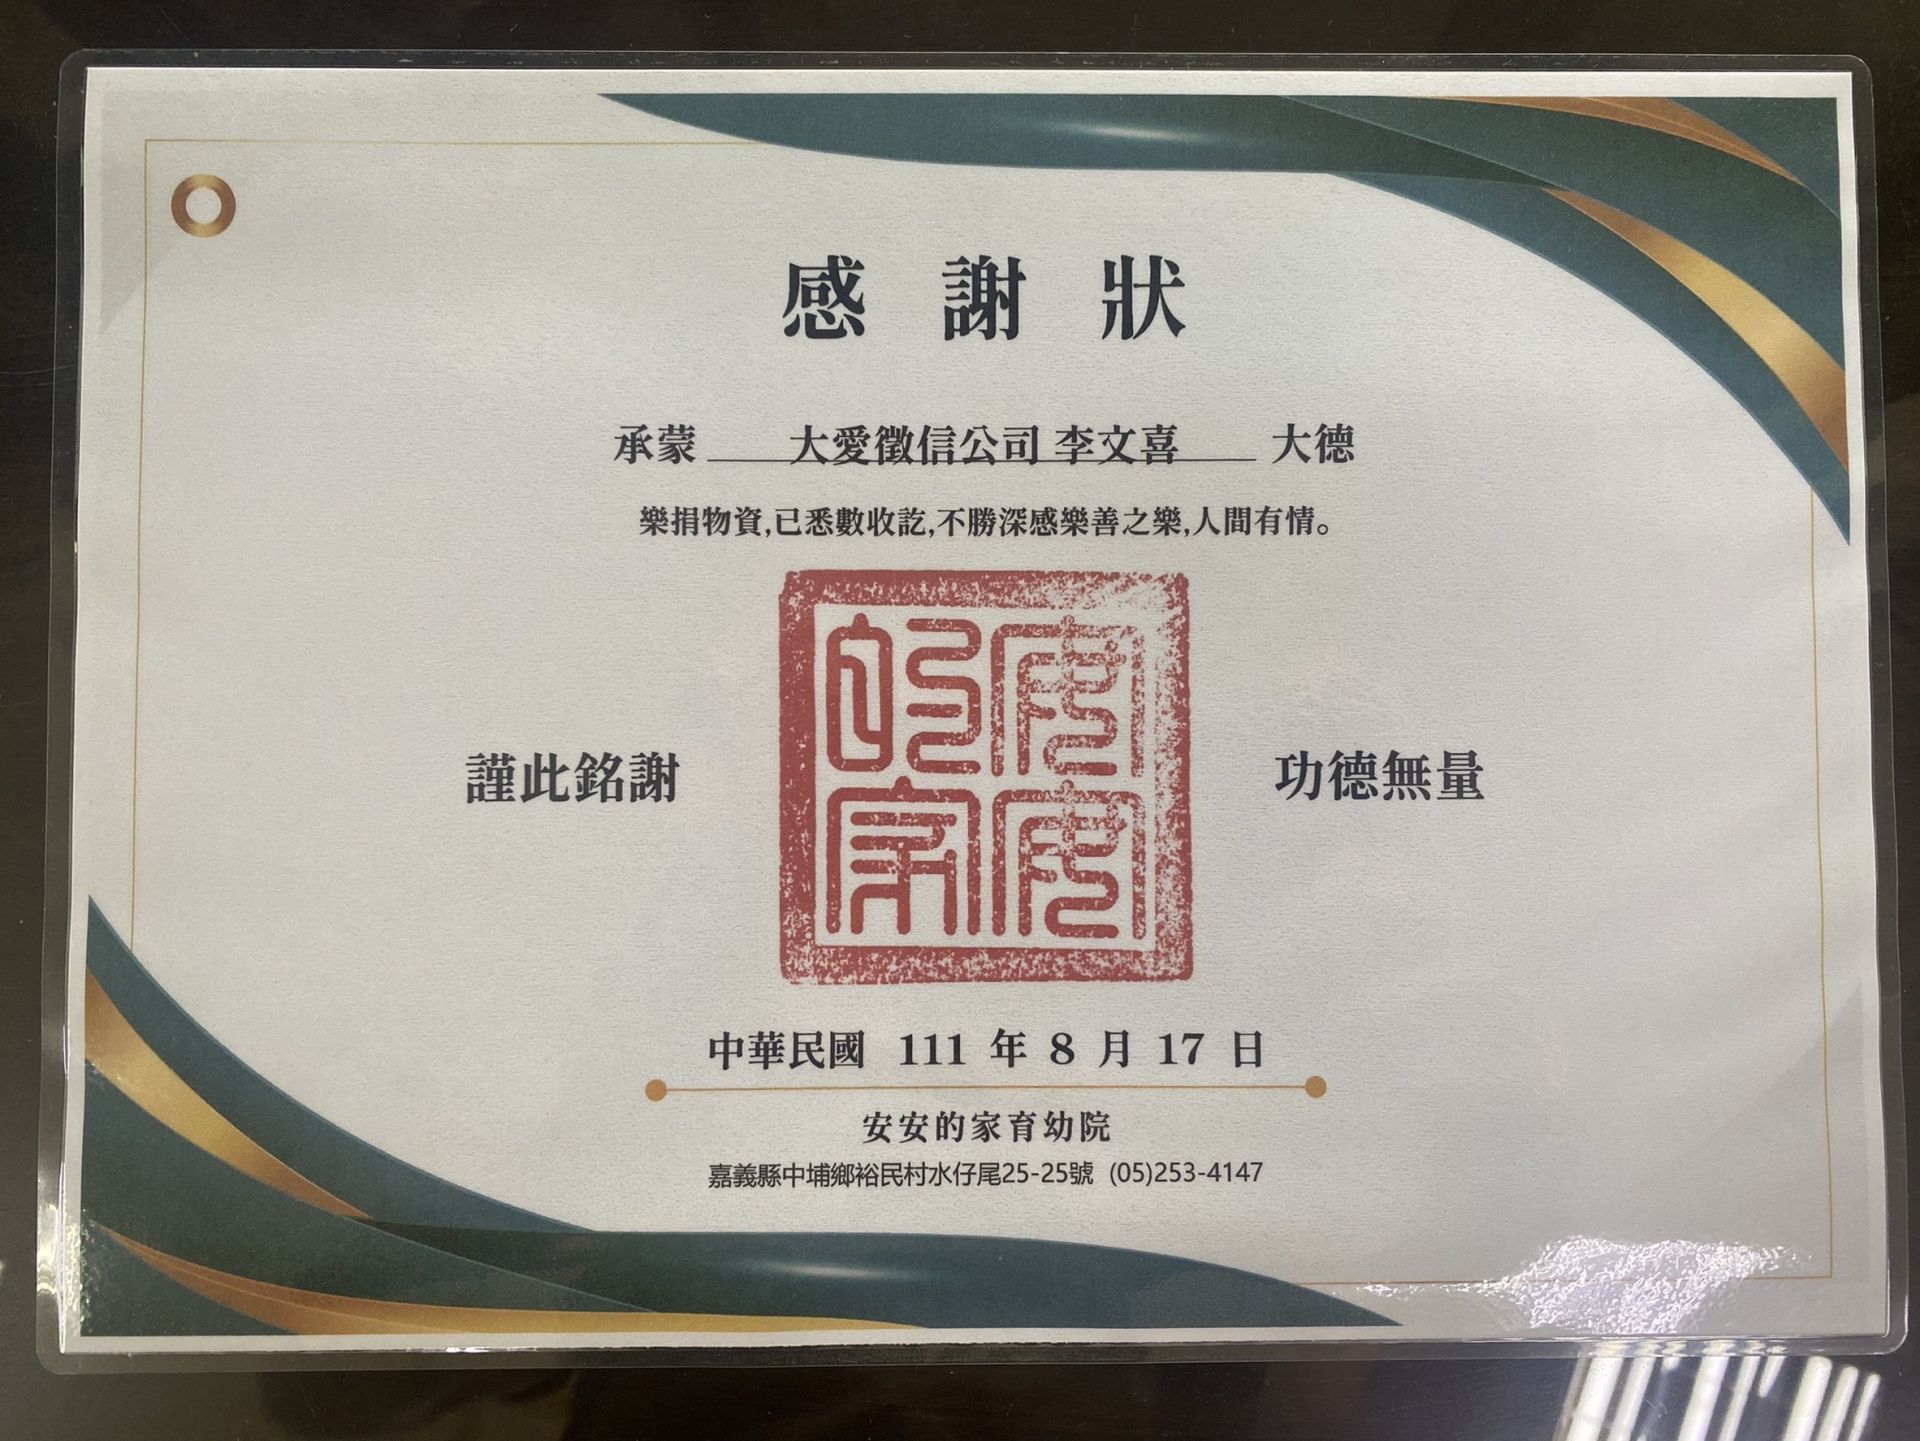 感謝狀
承蒙 大愛徵信公司 李文喜 大德
樂捐物資,已悉數收訖,不勝深感樂善之樂,人間有情。
安安的家
謹此銘謝
功德無量
中華民國 111 年 8 月 17 日
安安的家育幼院
嘉義縣中埔鄉裕民村水仔尾25-25號 (05)253-4147